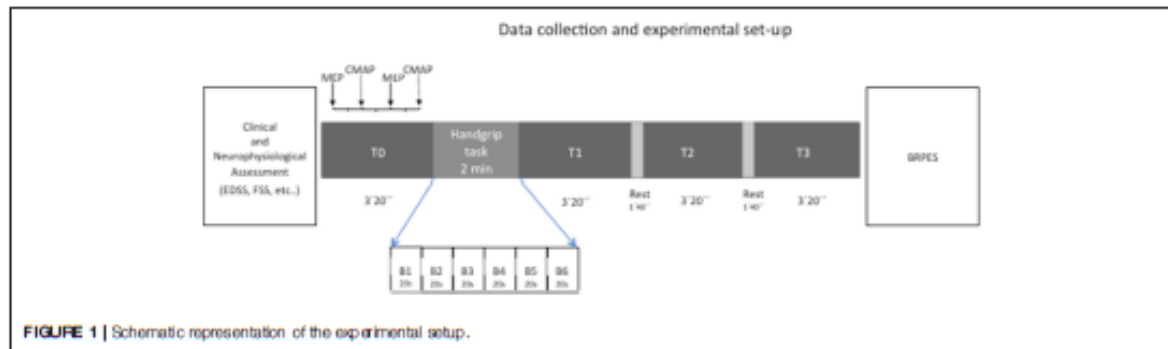 Data collection and experimental set-up
MEP CMAP MEP CMAP
Clinical
and
Neurophysiological
Assessment
(EDSS, FSS, etc..)
T0
Handgrip
task
2 min
T1
T2
T3
BRPES
3´20´´
3´20´´
Rest
1´40´´
3´20´´
Rest
1´40´´
3´20´´
B1 B2 B3 B4 B5 B6
20s 20s 20s 20s 20s 20s
FIGURE 1 | Schematic representation of the experimental setup.